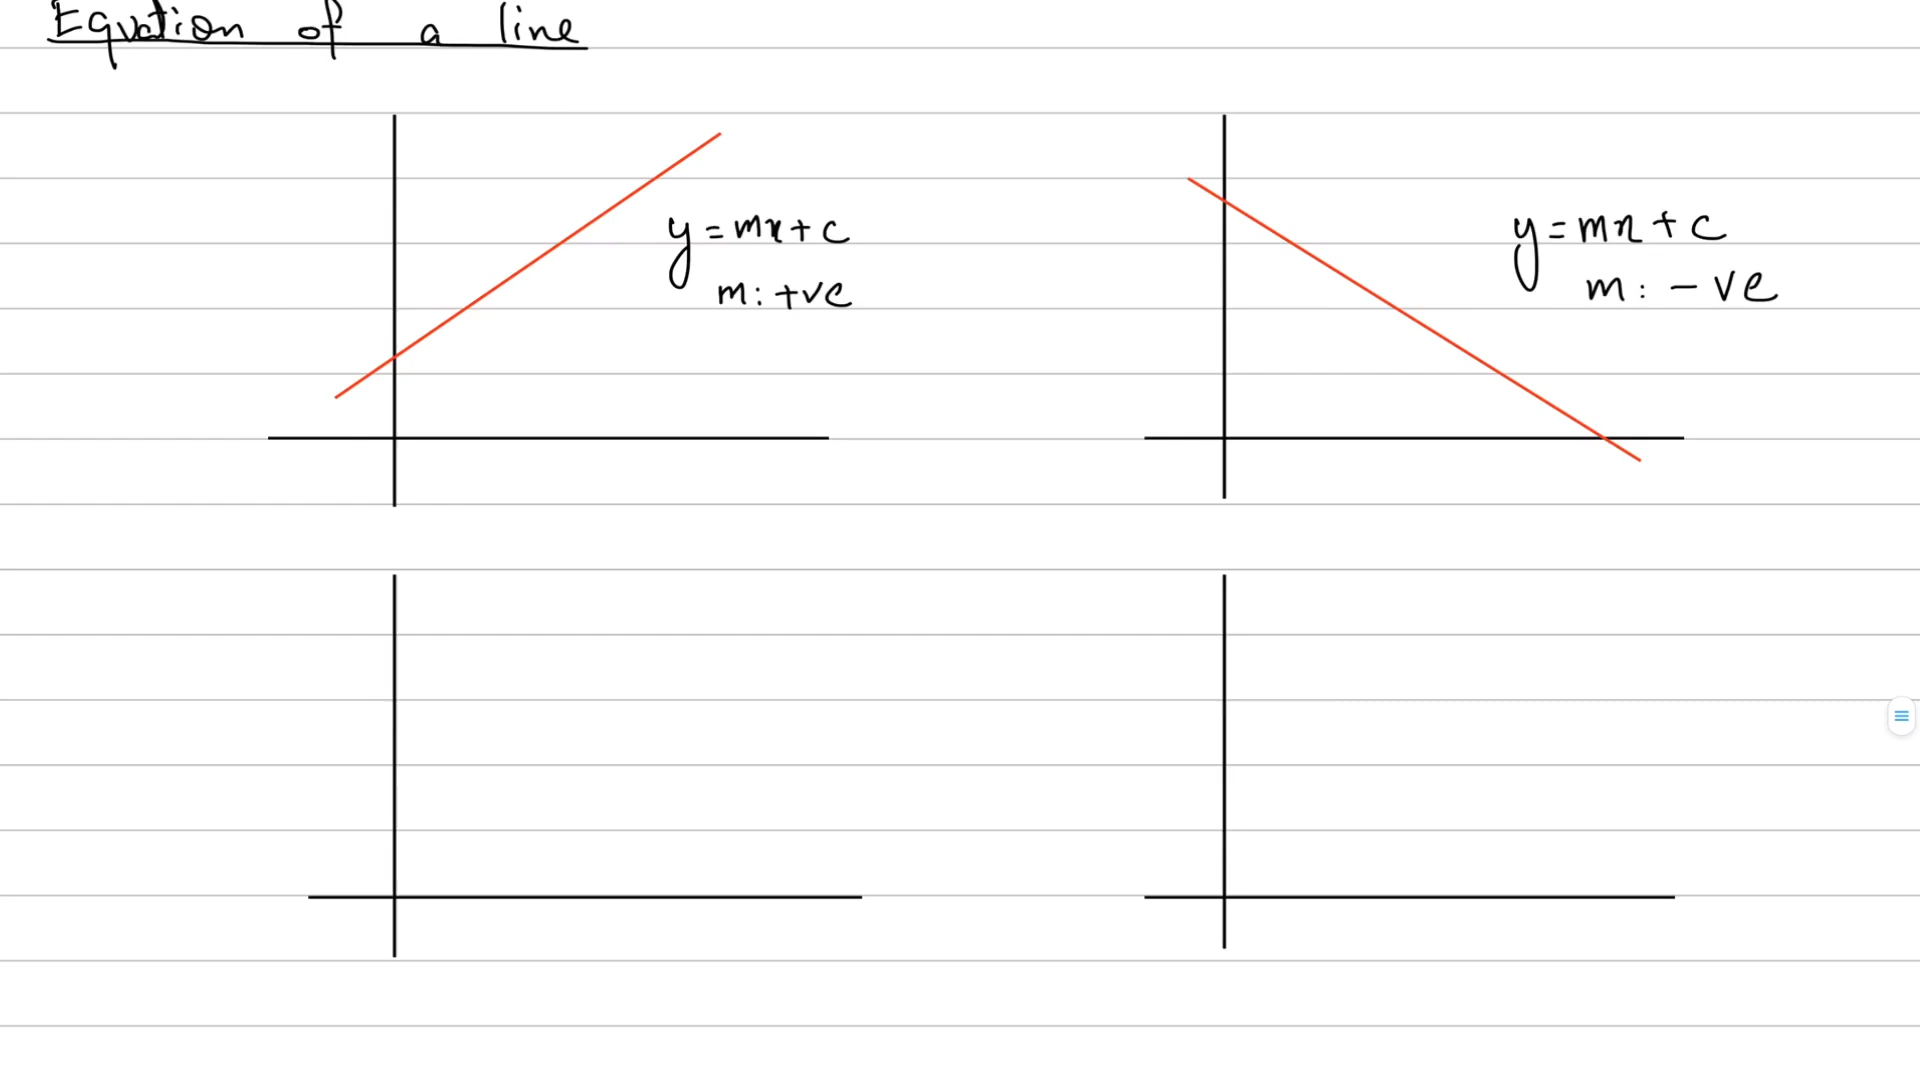 Equation of a line
y = mx + c
m: +ve
y = mx + c
m: -ve